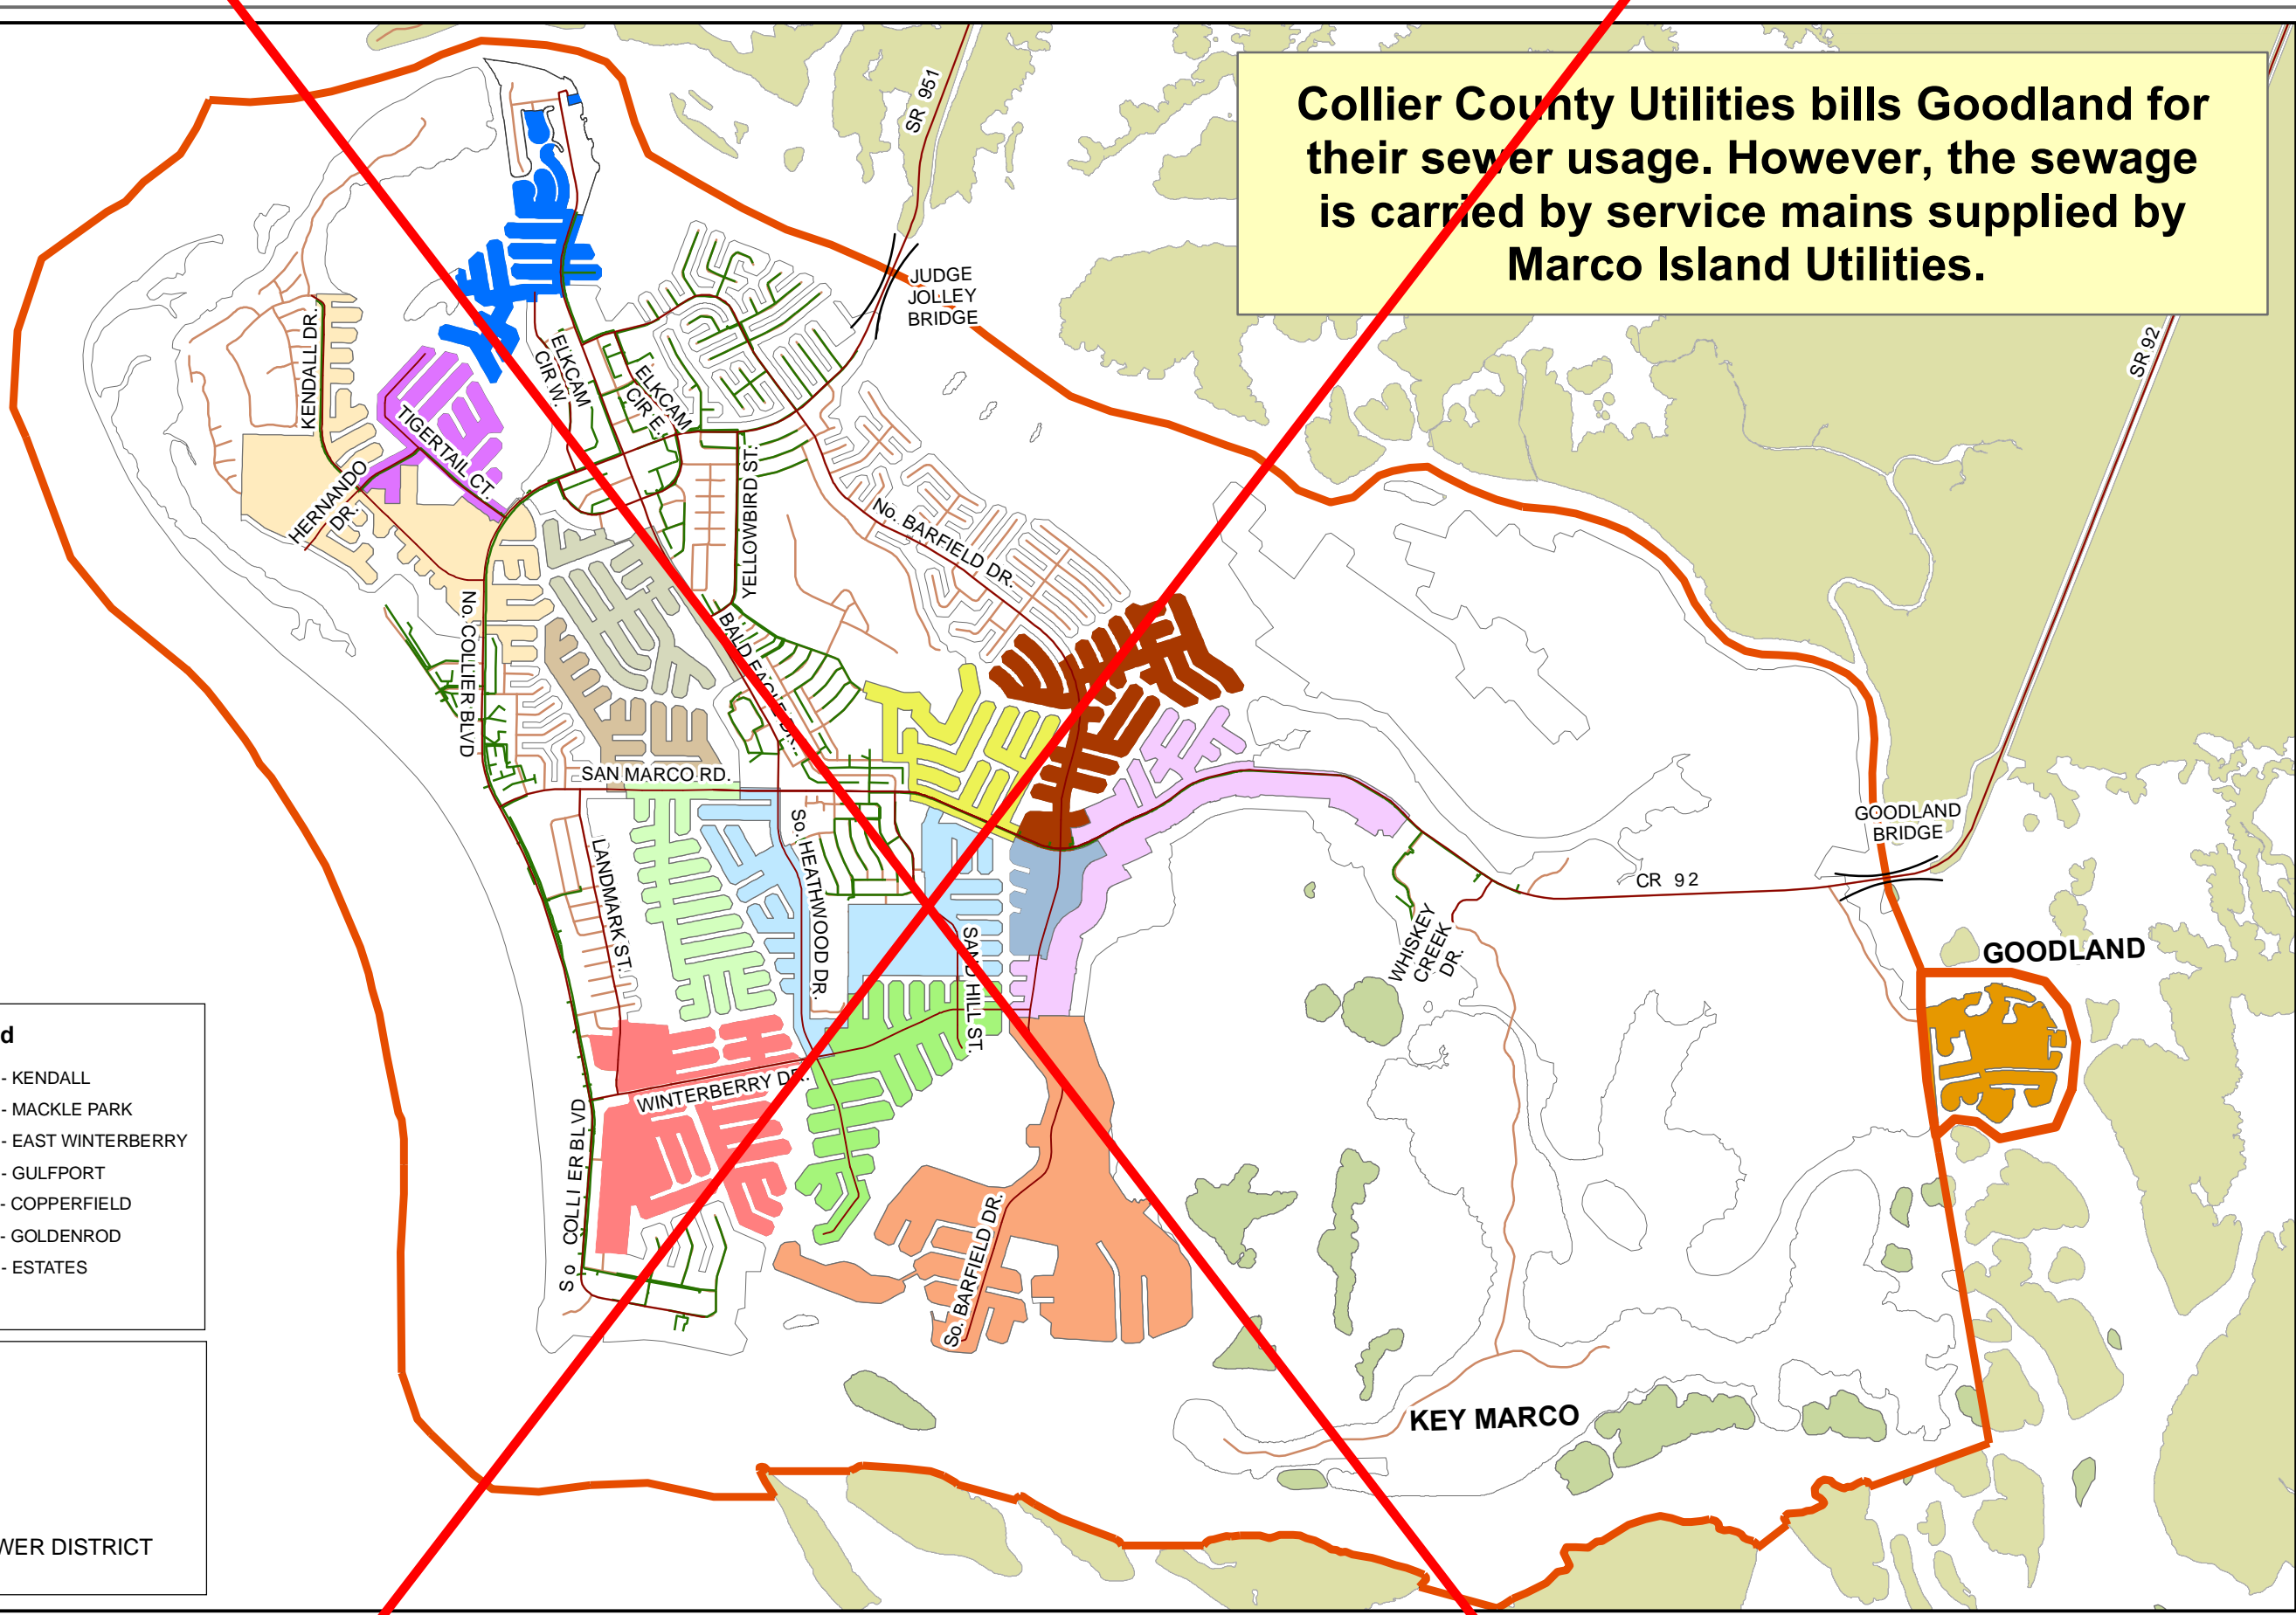 Collier County Utilities bills Goodland for
their sewer usage. However, the sewage
is carried by service mains supplied by
Marco Island Utilities.
SR 951
JUDGE
JOLLEY
BRIDGE
SR 92
KENDALL DR.
ELKCAM
CIR W.
ELKCAM
CIR E.
TIGERTAIL CT.
HERNANDO
DR.
YELLOWBIRD ST.
No. BARFIELD DR.
No. COLLIER BLVD
BALD EAGLE DR.
SAN MARCO RD.
So. HEATHWOOD DR.
LANDMARK ST.
GOODLAND
BRIDGE
CR 92
WHISKEY
CREEK
DR.
GOODLAND
SAND HILL ST.
WINTERBERRY DR.
So COLLIER BLVD
So. BARFIELD DR.
KEY MARCO
d
- KENDALL
- MACKLE PARK
- EAST WINTERBERRY
- GULFPORT
- COPPERFIELD
- GOLDENROD
- ESTATES
WER DISTRICT